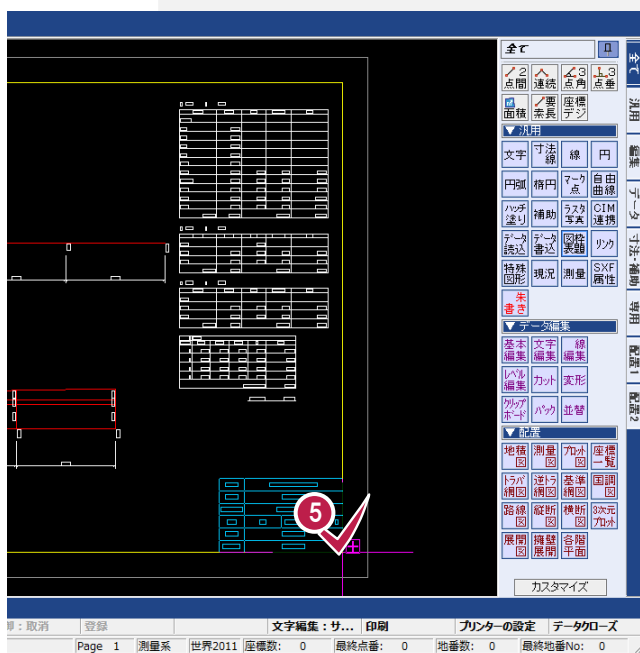 全て
2 点間 連続 3 点角 3 点垂
面積 要素長 座標デジ
▼ 汎用
文字 寸法線 線 円
円弧 楕円 マーク点 自由曲線
ハッチ塗り 補助 ラスタ写真 CIM連携
データ読込 データ書込 図枠表題 リンク
特殊図形 現況 測量 SXF属性
朱書き
▼ データ編集
基本編集 文字編集 線編集
レベル編集 カット 変形
クリップボード パック 並替
▼ 配置
地積図 測量図 プロット図 座標一覧
トラバ網図 逆トラ網図 基準網図 国調図
路線図 縦断図 横断図 3次元プロット
展開図 擁壁展開 各階平面
カスタマイズ
全て
汎用
編集
データ
寸法・補助
専用
配置1
配置2
5
：取消 登録 文字編集：サ... 印刷 プリンターの設定 データクローズ
Page 1 測量系 世界2011 座標数： 0 最終点番： 0 地番数： 0 最終地番No： 0